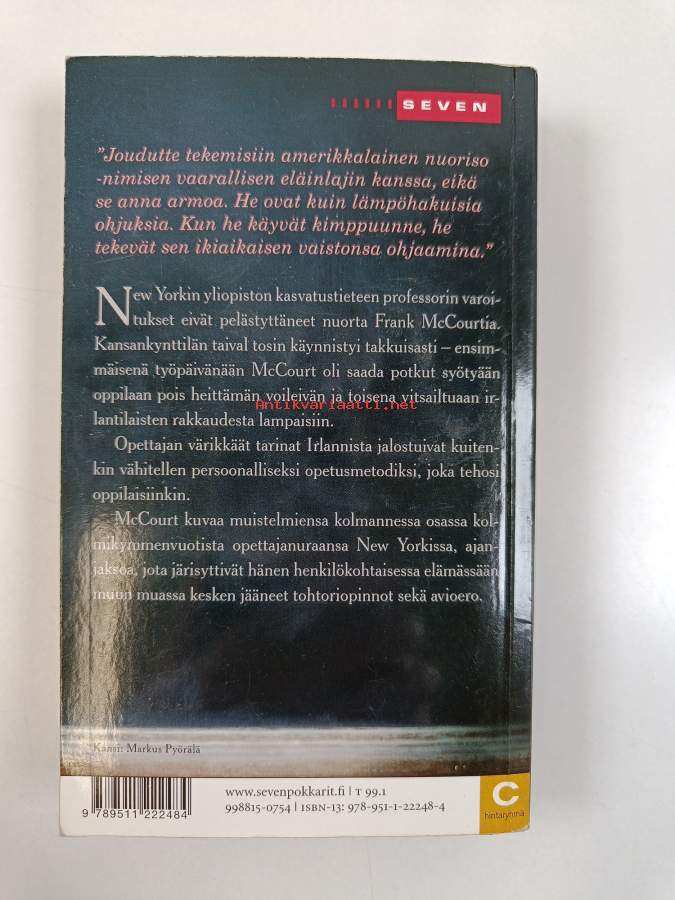 SEVEN
”Joudutte tekemisiin amerikkalainen nuoriso
-nimisen vaarallisen eläinlajin kanssa, eikä
se anna armoa. He ovat kuin lämpöhakuisia
ohjuksia. Kun he käyvät kimppuunne, he
tekevät sen ikiaikaisen vaistonsa ohjaamina.”
New Yorkin yliopiston kasvatustieteen professorin varoi-
tukset eivät pelästyttäneet nuorta Frank McCourtia.
Kansankynttilän taival tosin käynnistyi takkuisasti – ensim-
mäisenä työpäivänään McCourt oli saada potkut syötyään
oppilaan pois heittämän voileivän ja toisena vitsailtuaan ir-
Antikvariaatti.net
lantilaisten rakkaudesta lampaisiin.
Opettajan värikkäät tarinat Irlannista jalostuivat kuiten-
kin vähitellen persoonalliseksi opetusmetodiksi, joka tehosi
oppilaisiinkin.
McCourt kuvaa muistelmiensa kolmannessa osassa kol-
mikymmenvuotista opettajanuraansa New Yorkissa, ajan-
jaksoa, jota järisyttivät hänen henkilökohtaisessa elämässään
muun muassa kesken jääneet tohtoriopinnot sekä avioero.
Kansi: Markus Pyörälä
www.sevenpokkarit.fi | T 99.1
998815-0754 | ISBN-13: 978-951-1-22248-4
9 789511 222484
C
hintaryhmä